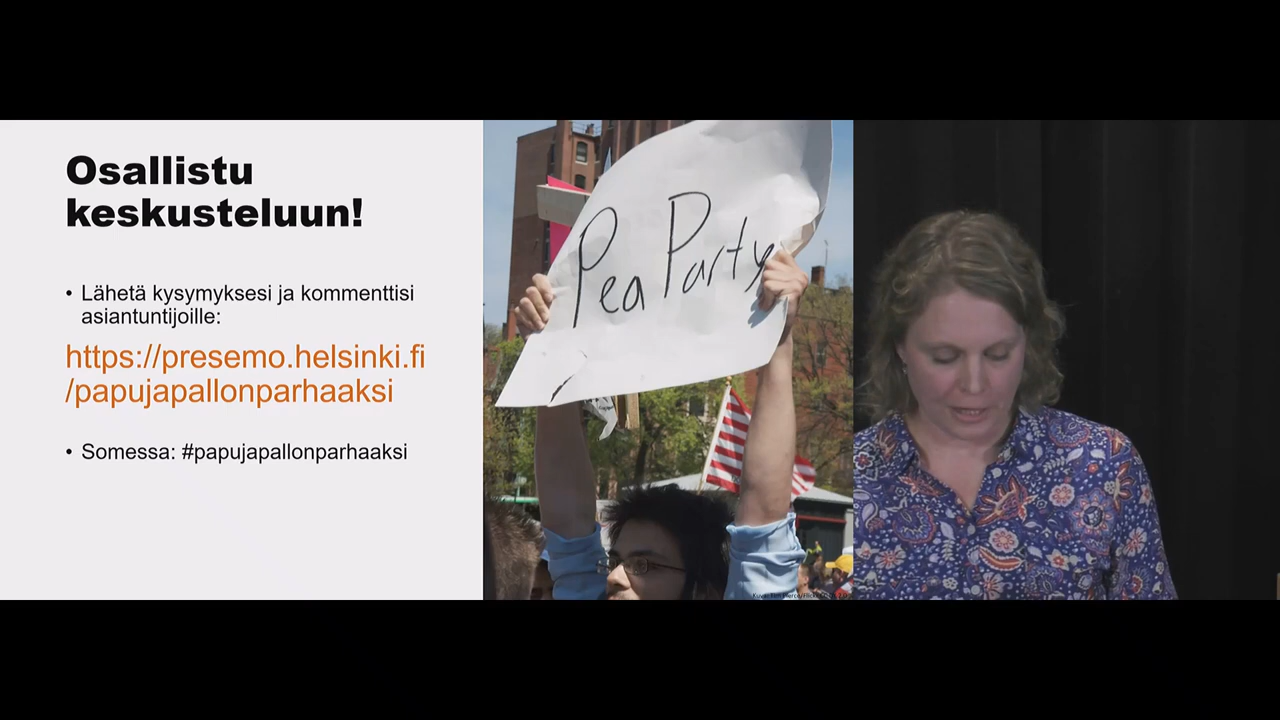 Osallistu
keskusteluun!
• Lähetä kysymyksesi ja kommenttisi
asiantuntijoille:
https://presemo.helsinki.fi
/papujapallonparhaaksi
• Somessa: #papujapallonparhaaksi
Pea Party